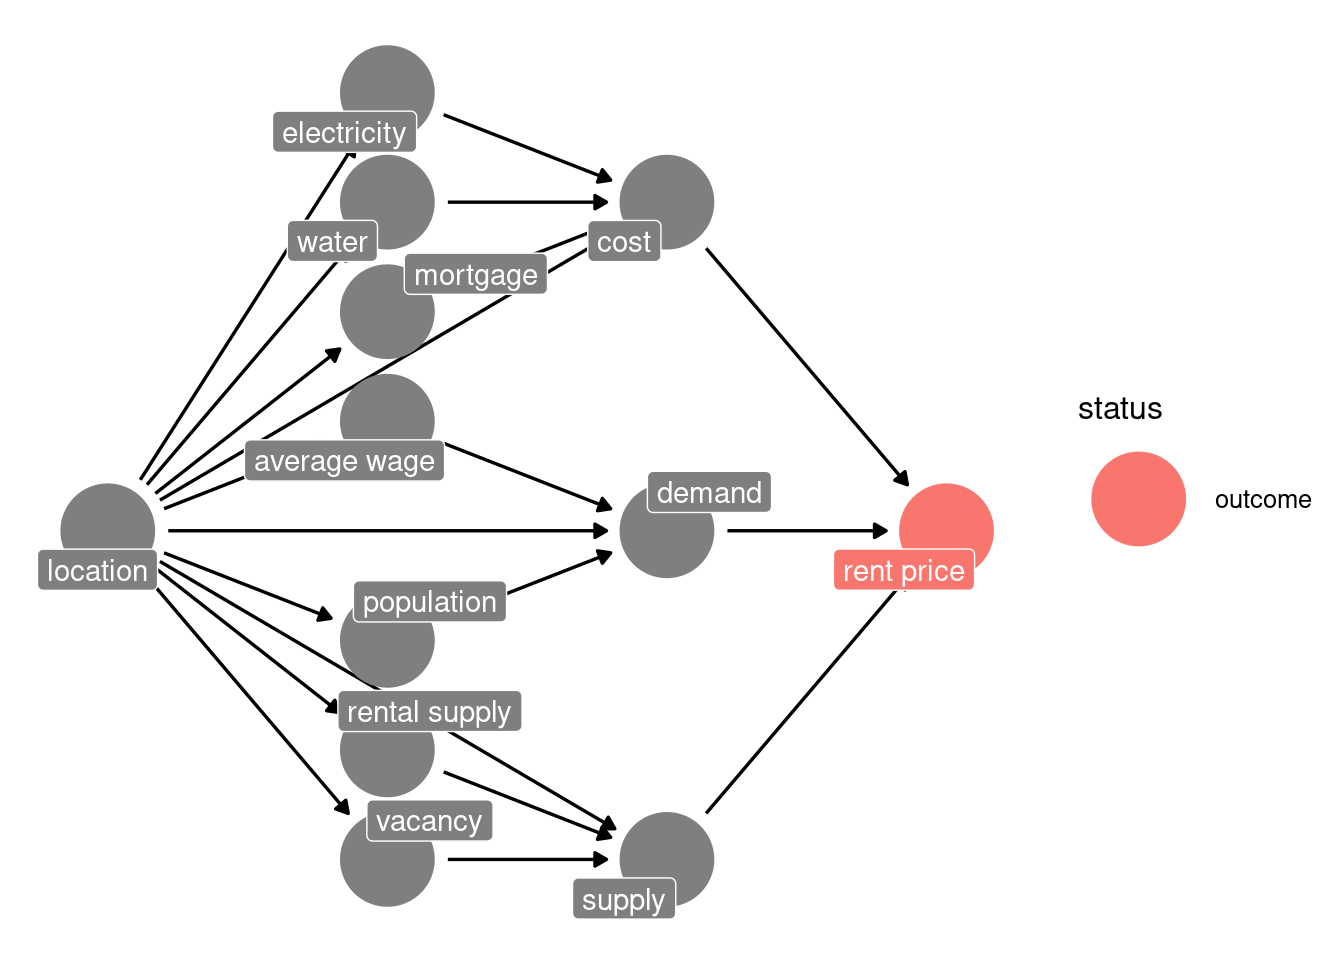 electricity
water
cost
mortgage
status
average wage
demand
outcome
location
rent price
population
rental supply
vacancy
supply